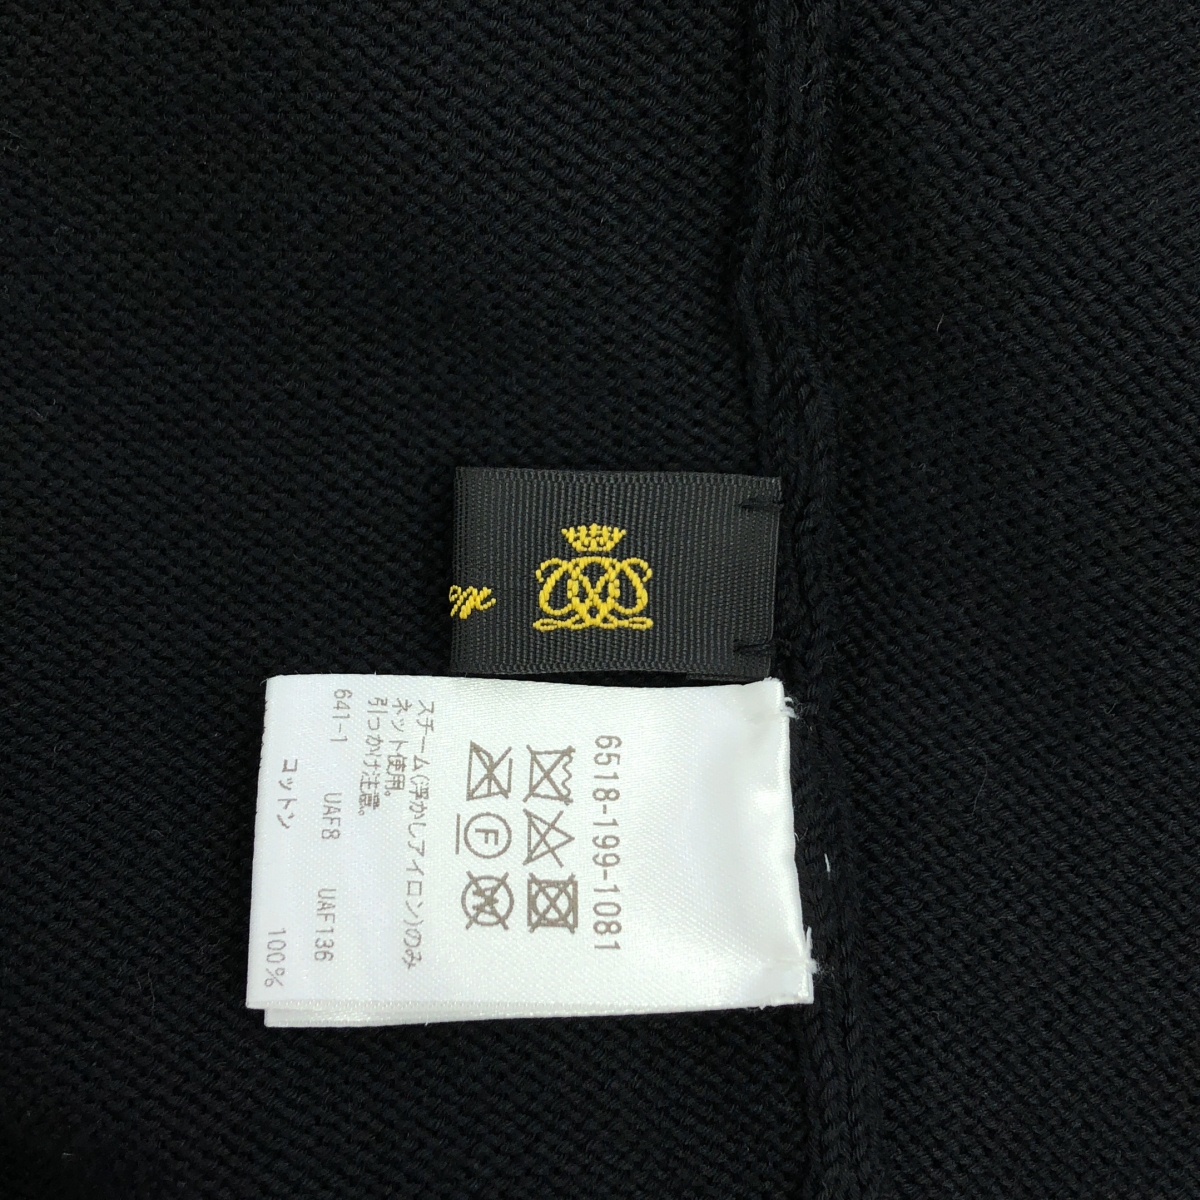 6518-199-1081
F
W
スチーム(浮かしアイロン)のみ
ネット使用。
引っかけ注意。
641-1 UAF8 UAF136
コットン 100%